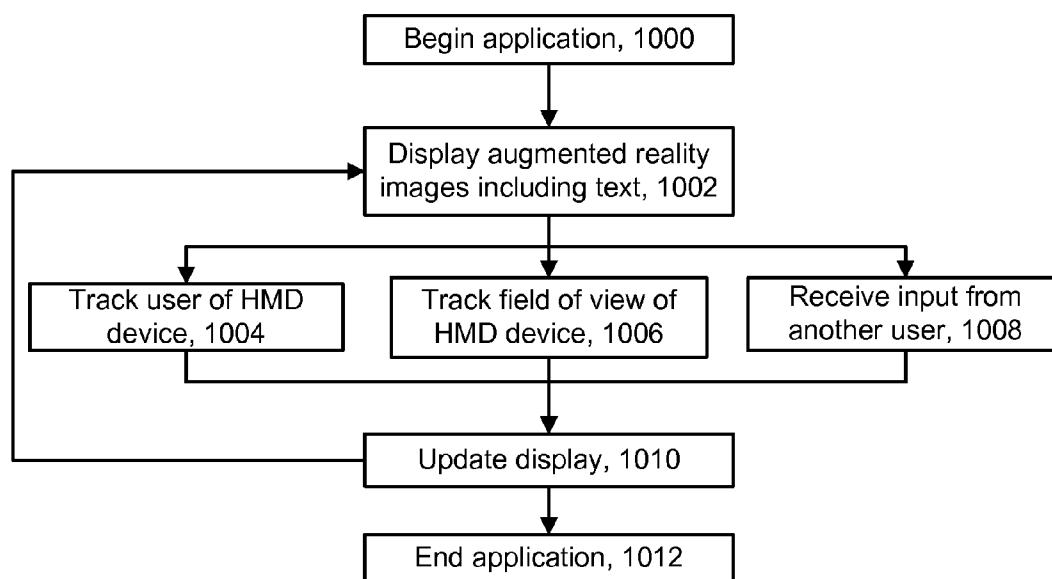 Begin application, 1000
Display augmented reality
images including text, 1002
Track user of HMD
device, 1004
Track field of view of
HMD device, 1006
Receive input from
another user, 1008
Update display, 1010
End application, 1012